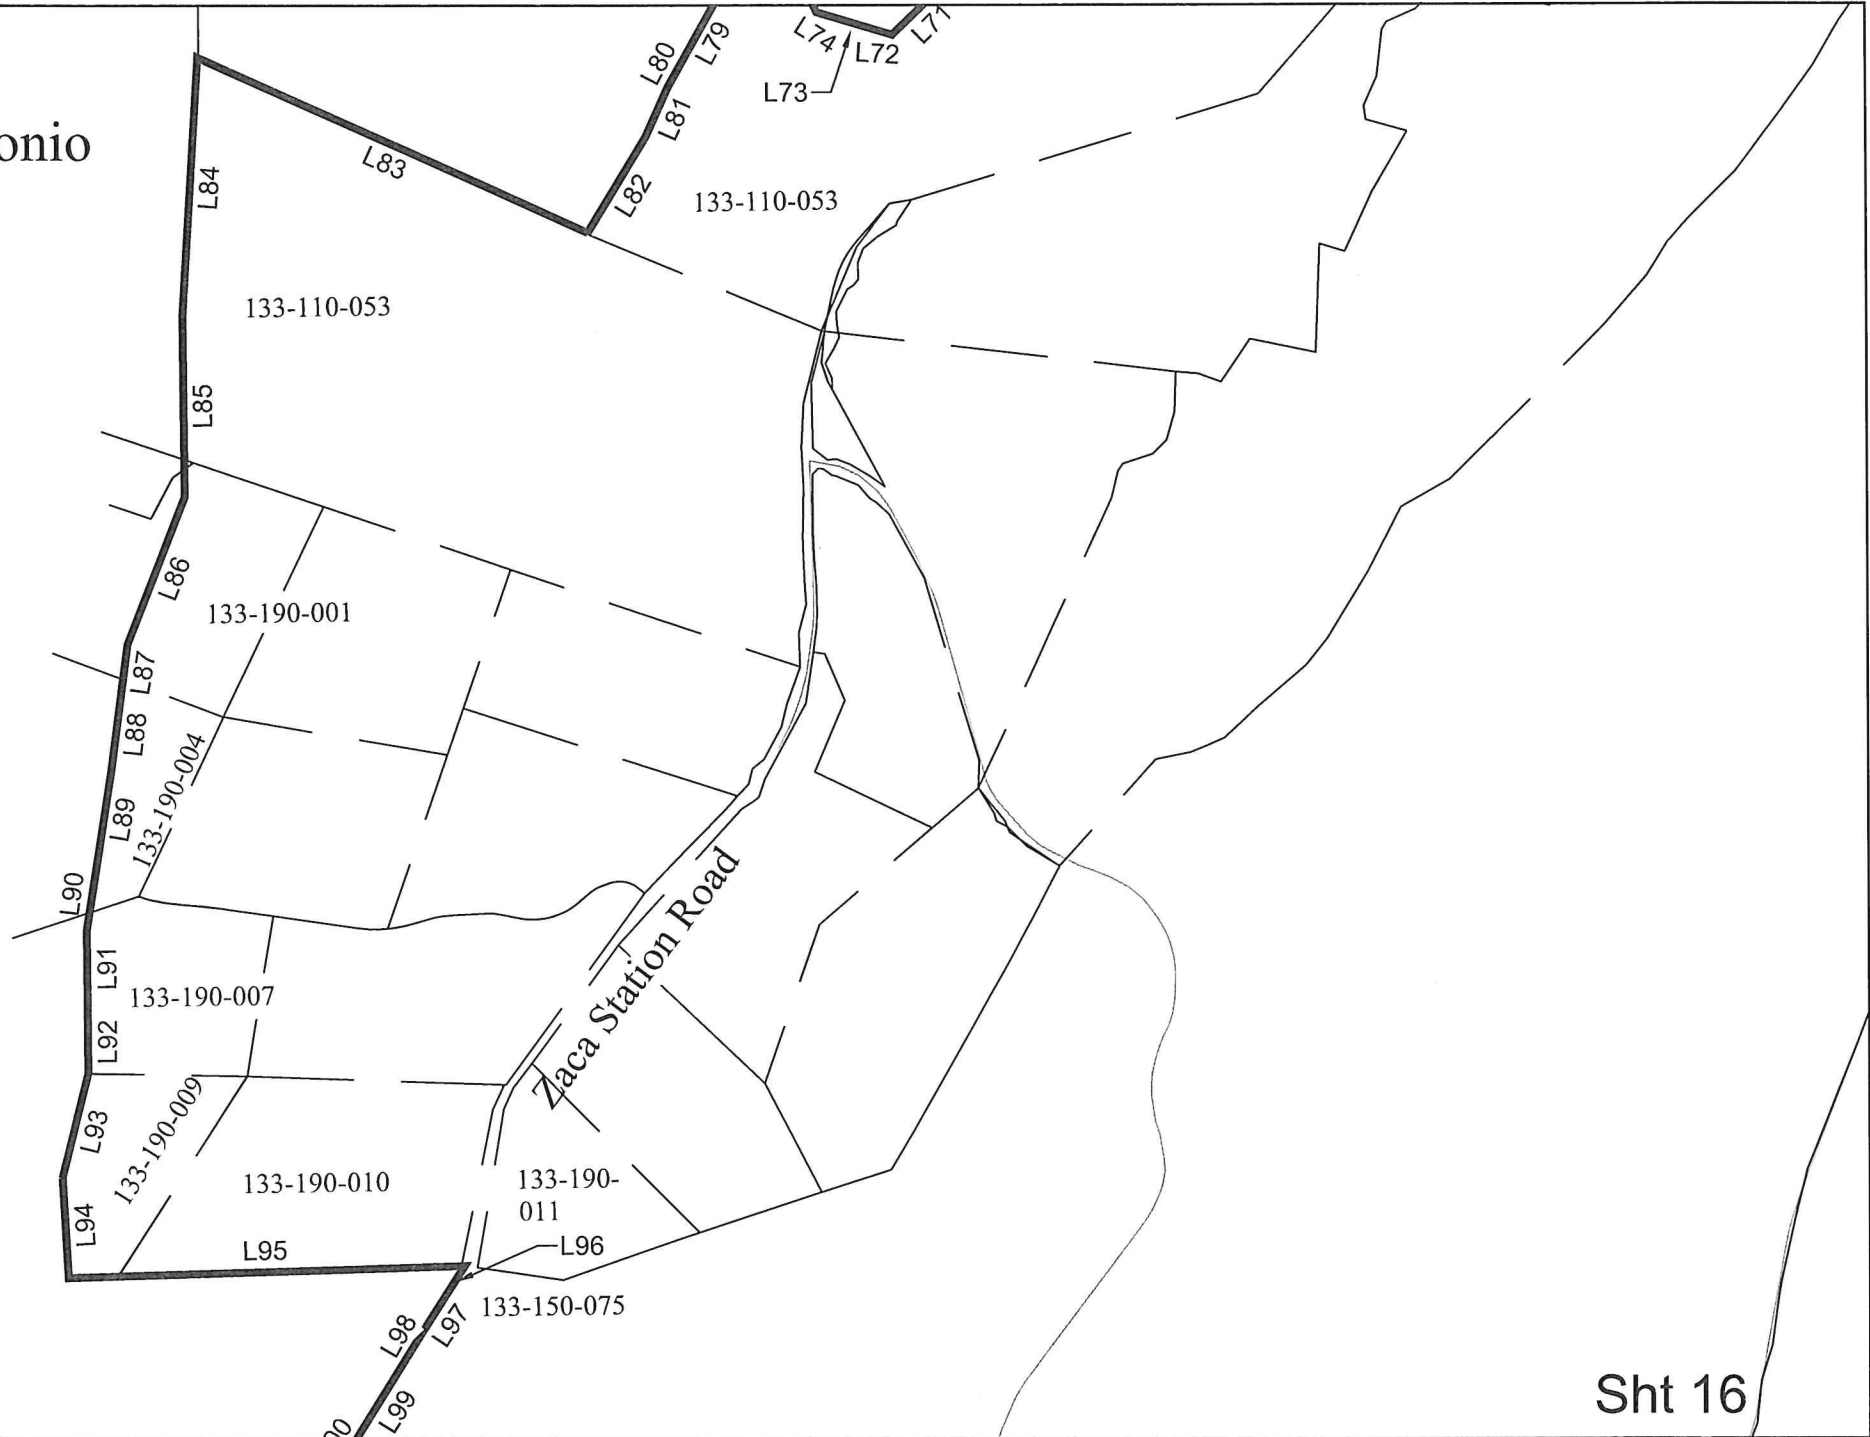 L80
L79
L74
L72
L71
L73
L81
onio
L83
L84
L82
133-110-053
133-110-053
L85
L86
133-190-001
L87
L88
133-190-004
L89
L90
Zaca Station Road
L91
133-190-007
L92
L93
133-190-009
133-190-010
133-190-
011
L94
L95
L96
133-150-075
L98
L97
L99
00
Sht 16